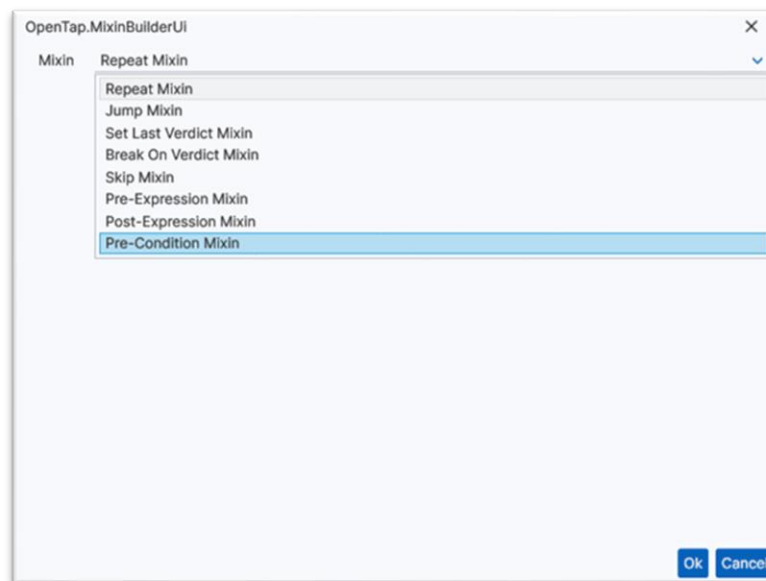 OpenTap.MixinBuilderUi
Mixin Repeat Mixin
Repeat Mixin
Jump Mixin
Set Last Verdict Mixin
Break On Verdict Mixin
Skip Mixin
Pre-Expression Mixin
Post-Expression Mixin
Pre-Condition Mixin
Ok Cancel